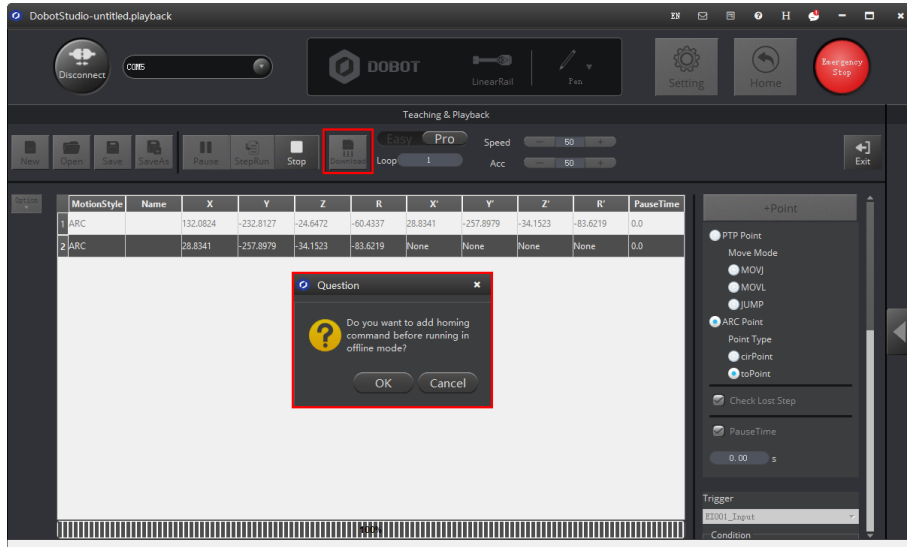 DobotStudio-untitled.playback
EN
H
Disconnect
COM5
DOBOT
LinearRail
Pan
Setting
Home
Emergency
Stop
Teaching & Playback
New
Open
Save
SaveAs
Pause
StepRun
Stop
Download
Easy Pro
Loop 1
Speed − 50 +
Acc − 50 +
Exit
Option
MotionStyle Name X Y Z R X' Y' Z' R' PauseTime
1 ARC 132.0824 -232.8127 -24.6472 -60.4337 28.8341 -257.8979 -34.1523 -83.6219 0.0
2 ARC 28.8341 -257.8979 -34.1523 -83.6219 None None None None 0.0
Question
Do you want to add homing
command before running in
offline mode?
OK Cancel
+Point
PTP Point
Move Mode
MOVJ
MOVL
JUMP
ARC Point
Point Type
cirPoint
toPoint
Check Lost Step
PauseTime
0.00 s
Trigger
EIO01_Input
Condition
100%